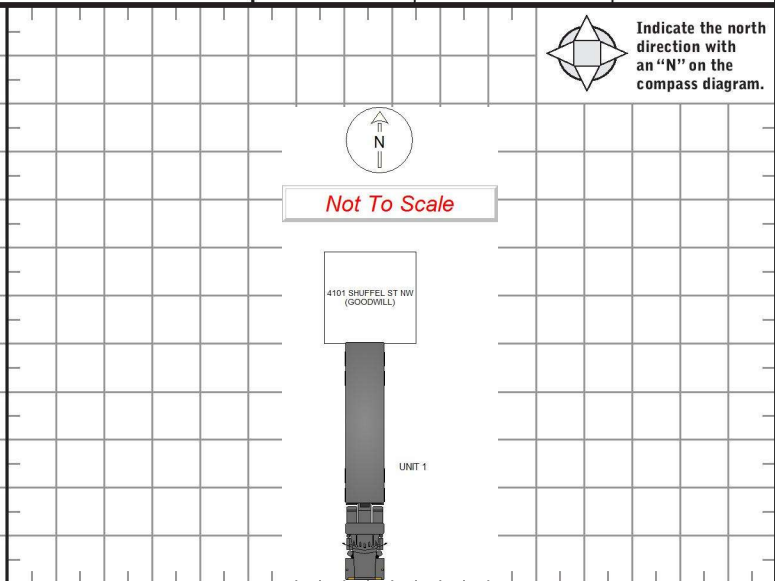 Indicate the north
direction with
an “N” on the
compass diagram.
N
Not To Scale
4101 SHUFFEL ST NW
(GOODWILL)
UNIT 1